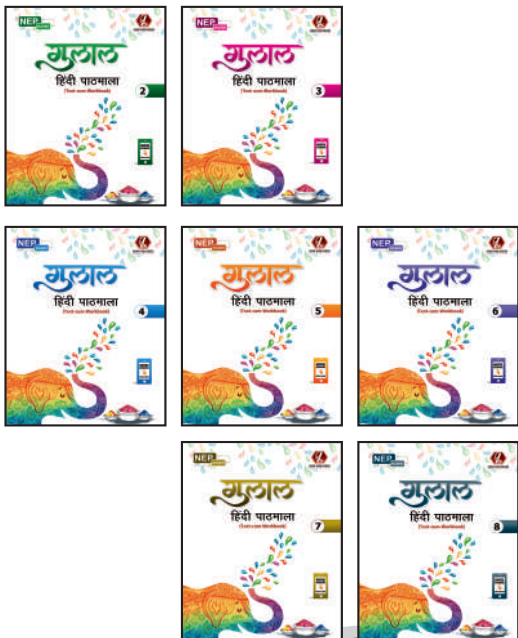 NEP
गुलाल
हिंदी पाठमाला
(Text-cum-Workbook)
2
NEP
गुलाल
हिंदी पाठमाला
(Text-cum-Workbook)
3
NEP
गुलाल
हिंदी पाठमाला
(Text-cum-Workbook)
4
NEP
गुलाल
हिंदी पाठमाला
(Text-cum-Workbook)
5
NEP
गुलाल
हिंदी पाठमाला
(Text-cum-Workbook)
6
NEP
गुलाल
हिंदी पाठमाला
(Text-cum-Workbook)
7
NEP
गुलाल
हिंदी पाठमाला
(Text-cum-Workbook)
8